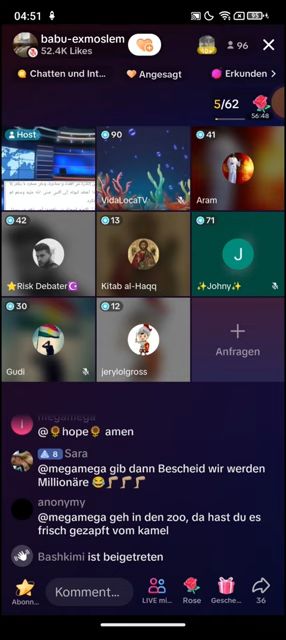 04:51
95
babu-exmoslem
52.4K Likes
96
Chatten und Int...
Angesagt
Erkunden >
5/62
56:48
Host
90
VidaLocaTV
41
Aram
42
⭐Risk Debater☪️
13
Kitab al-Haqq
71
J
✨Johny✨
30
Gudi
12
jerylolgross
+
Anfragen
megamega
@🌻hope🌻 amen
8 Sara
@megamega gib dann Bescheid wir werden
Millionäre 😂
anonymy
@megamega geh in den zoo, da hast du es
frisch gezapft vom kamel
Bashkimi ist beigetreten
Abonn...
Komment...
LIVE mi...
Rose
Gesche...
36